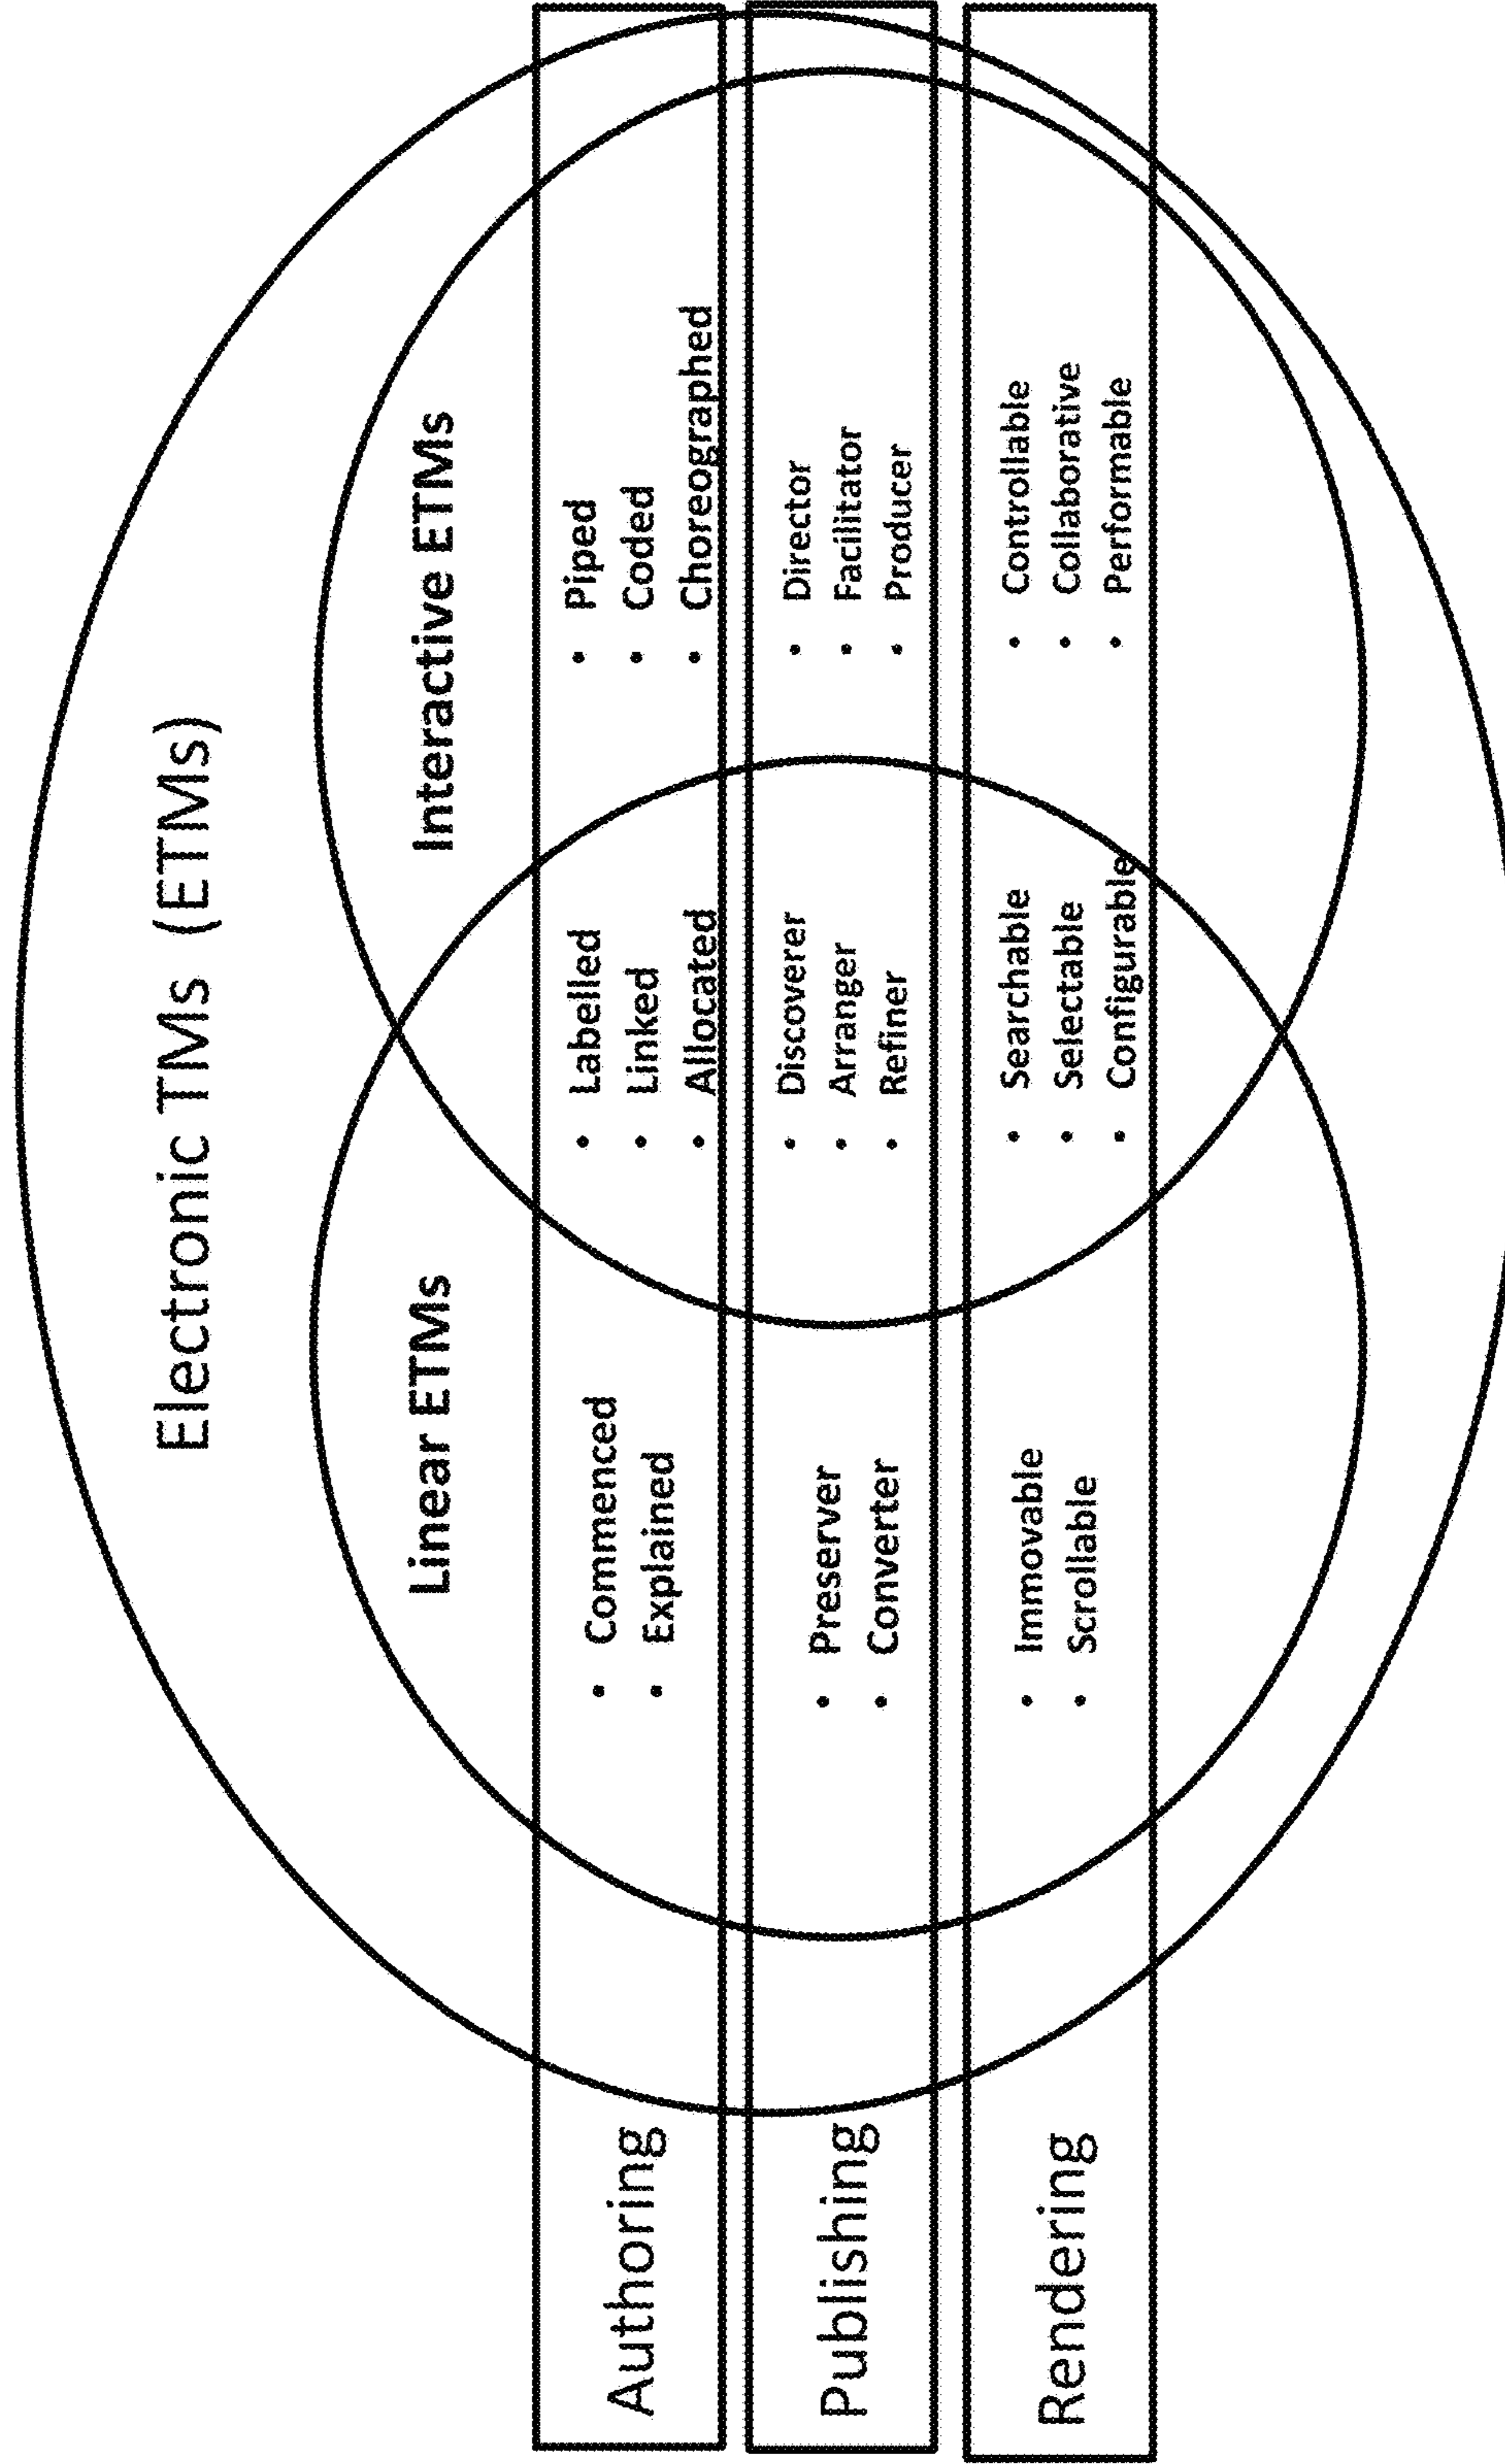 Electronic TMs (ETMs)
Linear ETMs
Interactive ETMs
Authoring
• Commenced
• Explained
• Labelled
• Linked
• Allocated
• Piped
• Coded
• Choreographed
Publishing
• Preserver
• Converter
• Discoverer
• Arranger
• Refiner
• Director
• Facilitator
• Producer
Rendering
• Immovable
• Scrollable
• Searchable
• Selectable
• Configurable
• Controllable
• Collaborative
• Performable